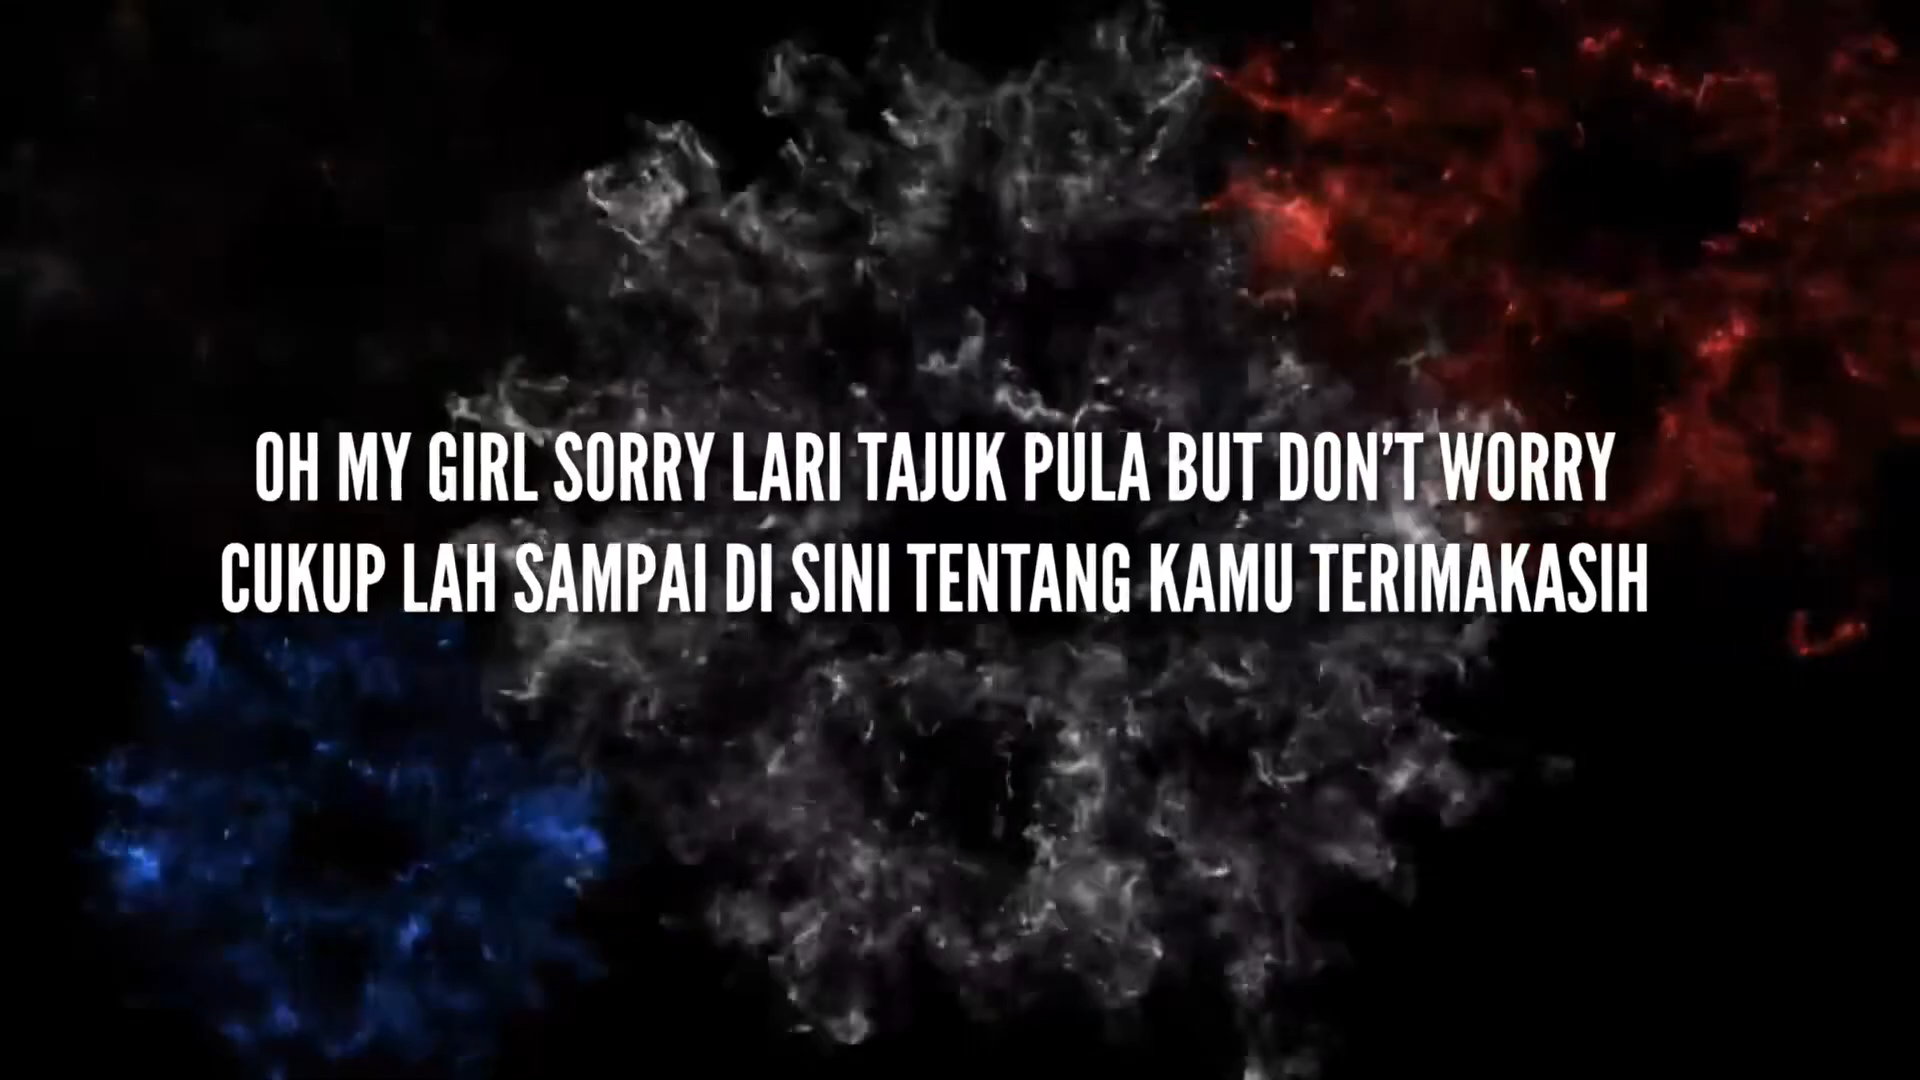 OH MY GIRL SORRY LARI TAJUK PULA BUT DON’T WORRY
CUKUP LAH SAMPAI DI SINI TENTANG KAMU TERIMAKASIH